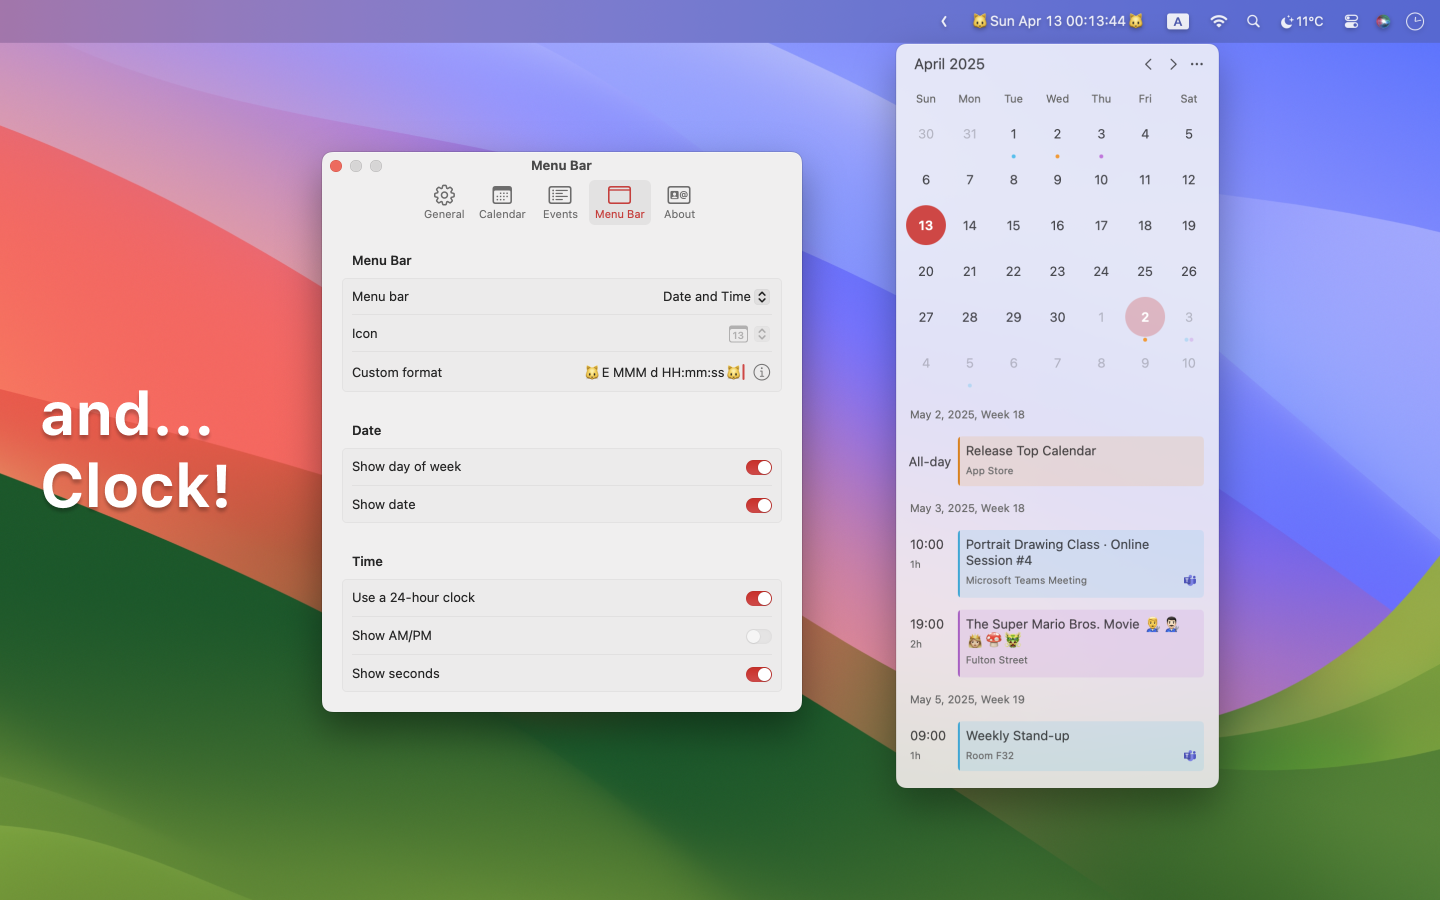 🐱Sun Apr 13 00:13:44🐱 A 11°C
and...
Clock!
Menu Bar
General Calendar Events Menu Bar About
Menu Bar
Menu bar Date and Time
Icon 13
Custom format 🐱E MMM d HH:mm:ss🐱
Date
Show day of week
Show date
Time
Use a 24-hour clock
Show AM/PM
Show seconds
April 2025
Sun Mon Tue Wed Thu Fri Sat
30 31 1 2 3 4 5
6 7 8 9 10 11 12
13 14 15 16 17 18 19
20 21 22 23 24 25 26
27 28 29 30 1 2 3
4 5 6 7 8 9 10
May 2, 2025, Week 18
All-day Release Top Calendar
App Store
May 3, 2025, Week 18
10:00 Portrait Drawing Class · Online
Session #4
1h Microsoft Teams Meeting
19:00 The Super Mario Bros. Movie
2h
Fulton Street
May 5, 2025, Week 19
09:00 Weekly Stand-up
1h Room F32